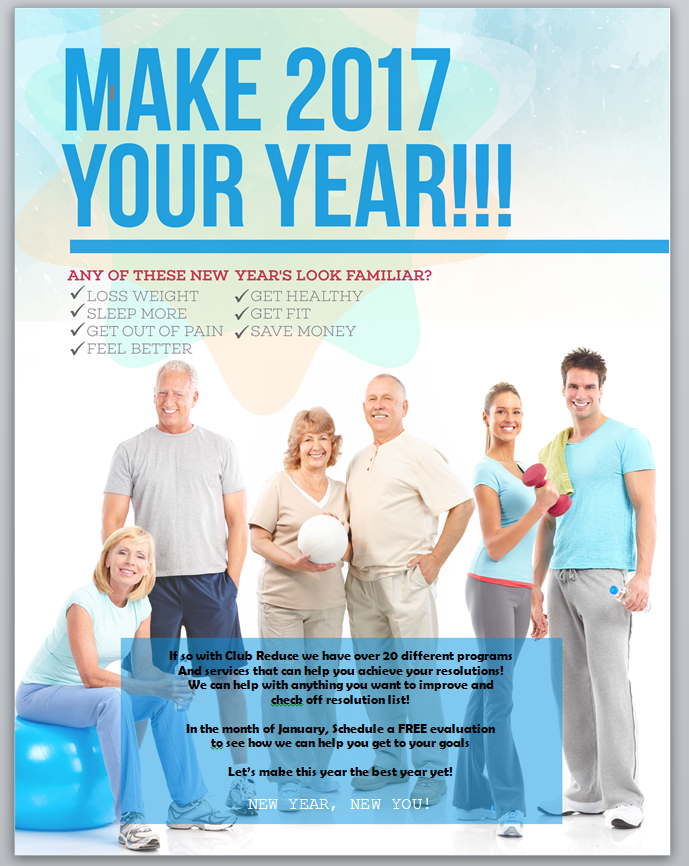 MAKE 2017
YOUR YEAR!!!
ANY OF THESE NEW YEAR'S LOOK FAMILIAR?
LOSS WEIGHT
SLEEP MORE
GET OUT OF PAIN
FEEL BETTER
GET HEALTHY
GET FIT
SAVE MONEY
If so with Club Reduce we have over 20 different programs
And services that can help you achieve your resolutions!
We can help with anything you want to improve and
check off resolution list!
In the month of January, Schedule a FREE evaluation
to see how we can help you get to your goals
Let's make this year the best year yet!
NEW YEAR, NEW YOU!